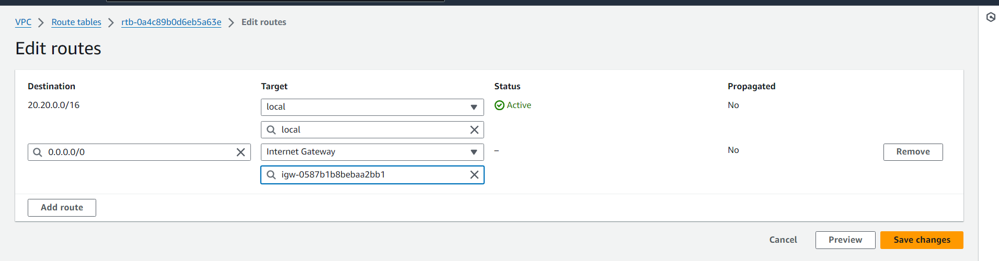 VPC > Route tables > rtb-0a4c89b0d6eb5a63e > Edit routes
Edit routes
Destination Target Status Propagated
20.20.0.0/16 local Active No
local
0.0.0.0/0 Internet Gateway – No Remove
igw-0587b1b8bebaa2bb1
Add route
Cancel Preview Save changes